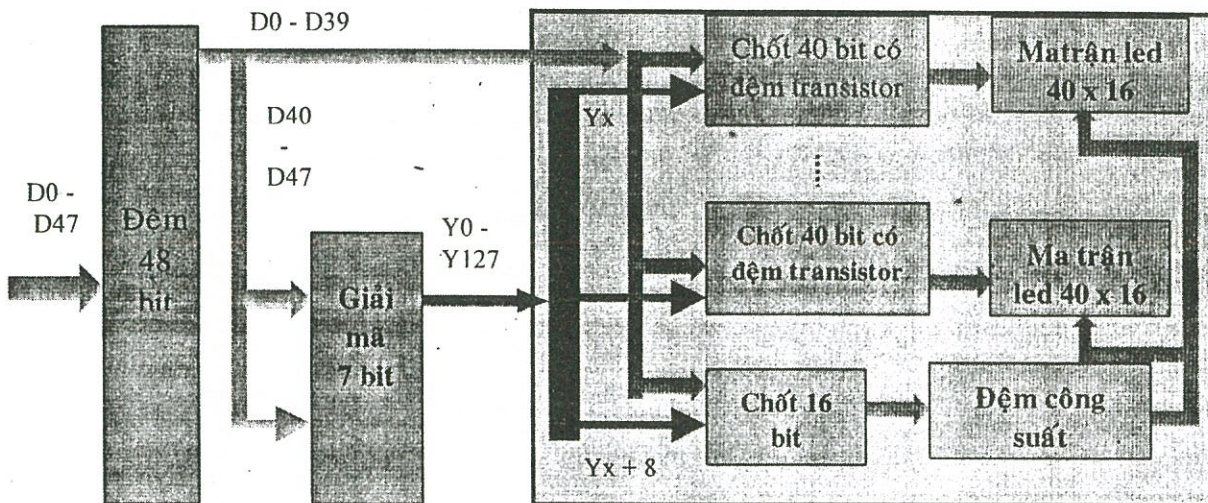 D0 - D39
D40
-
D47
D0 -
D47
Đệm
48
bit
Y0 -
Y127
Giải
mã
7 bit
Chốt 40 bit có
đệm transistor
Matrận led
40 x 16
Yx
Chốt 40 bit có
đệm transistor
Ma trân
led 40 x 16
Chốt 16
bit
Đệm công
suất
Yx + 8